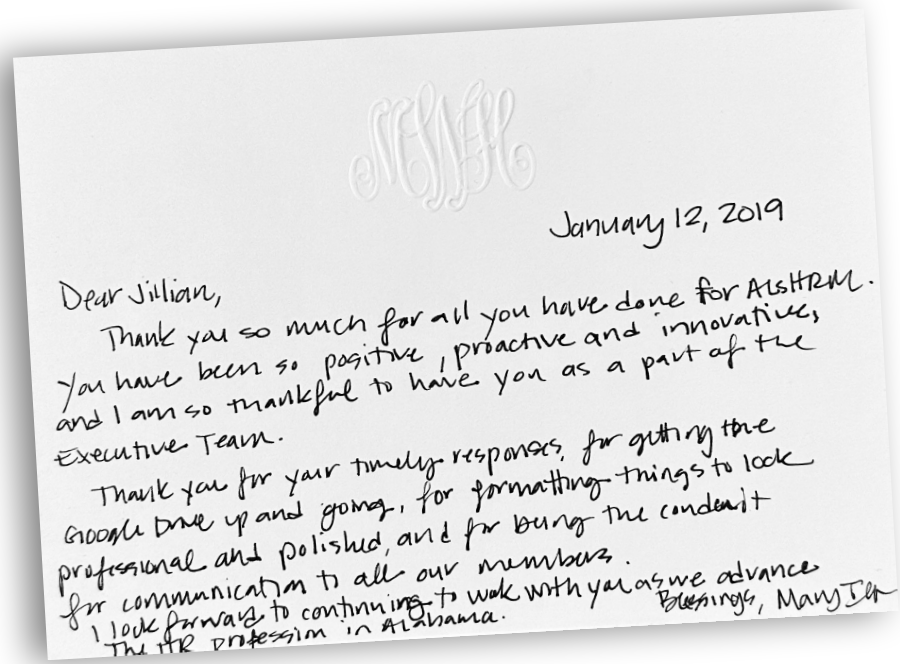 January 12, 2019
Dear Jillian,
Thank you so much for all you have done for ALSHRM.
You have been so positive, proactive and innovative,
and I am so thankful to have you as a part of the
Executive Team.
Thank you for your timely responses, for getting the
Google Drive up and going, for formatting things to look
professional and polished, and for being the conduit
for communication to all our members.
I look forward to continuing to work with you as we advance
the HR profession in Alabama.
Blessings, Mary